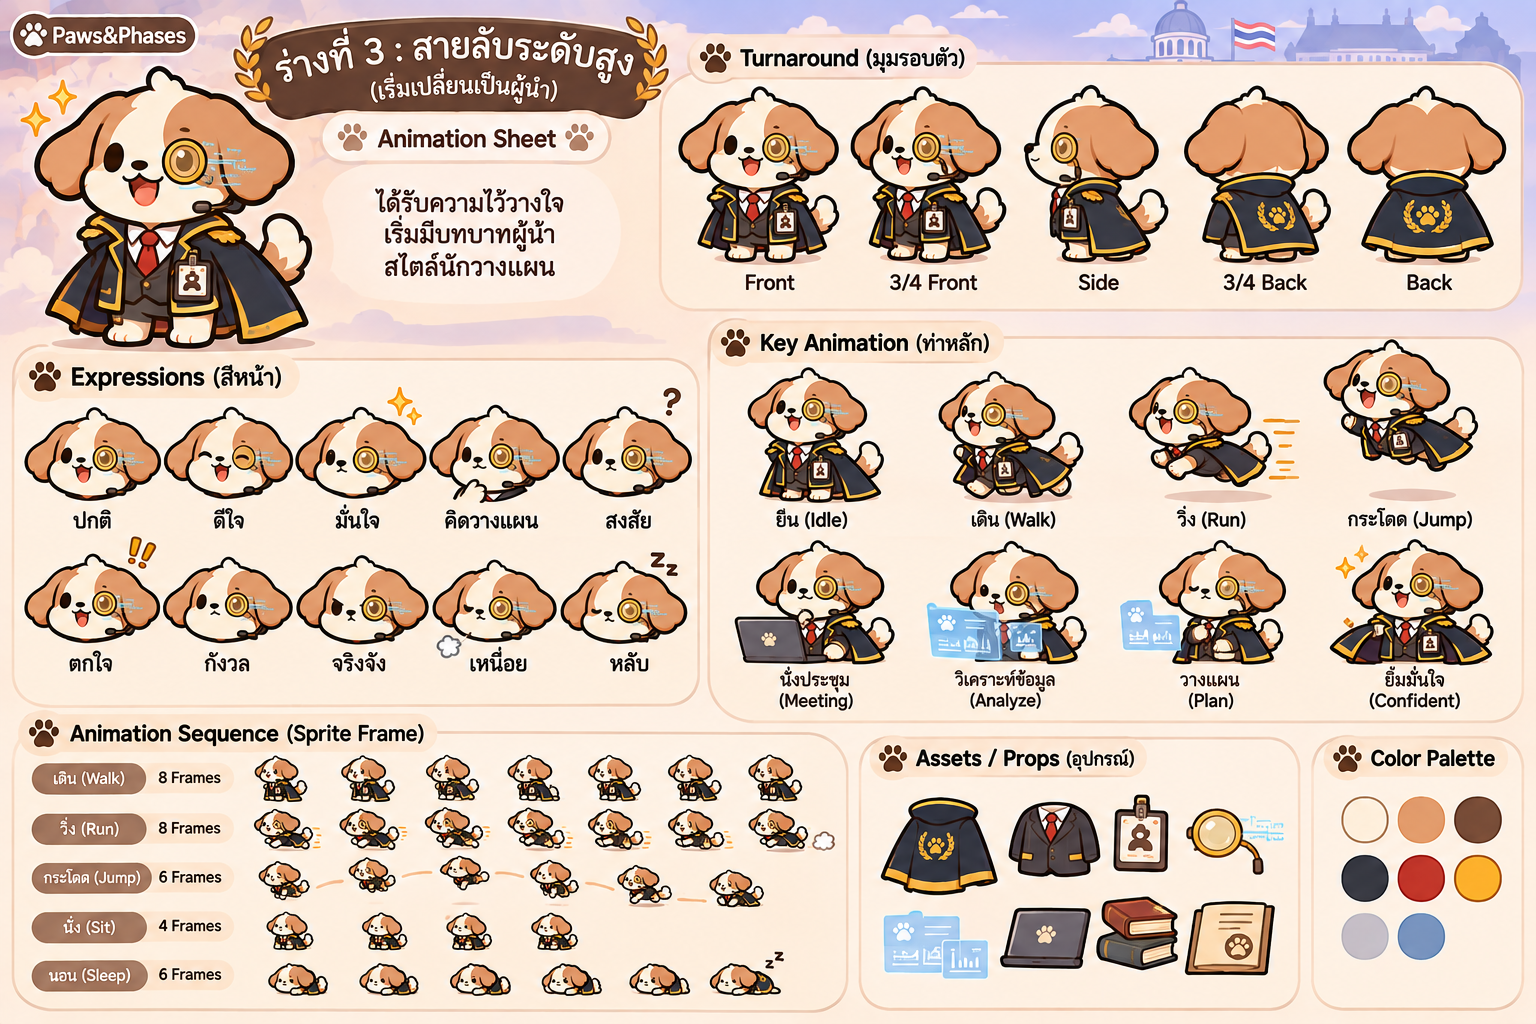 Paws&Phases
ร่างที่ 3 : สายลับระดับสูง
(เริ่มเปลี่ยนเป็นผู้นำ)
Animation Sheet
ได้รับความไว้วางใจ
เริ่มมีบทบาทผู้นำ
สไตล์นักวางแผน
Turnaround (มุมรอบตัว)
Front
3/4 Front
Side
3/4 Back
Back
Expressions (สีหน้า)
?
ปกติ
ดีใจ
มั่นใจ
คิดวางแผน
สงสัย
!!
zz
ตกใจ
กังวล
จริงจัง
เหนื่อย
หลับ
Key Animation (ท่าหลัก)
ยืน (Idle)
เดิน (Walk)
วิ่ง (Run)
กระโดด (Jump)
นั่งประชุม
(Meeting)
วิเคราะห์ข้อมูล
(Analyze)
วางแผน
(Plan)
ยิ้มมั่นใจ
(Confident)
Animation Sequence (Sprite Frame)
เดิน (Walk) 8 Frames
วิ่ง (Run) 8 Frames
กระโดด (Jump) 6 Frames
นั่ง (Sit) 4 Frames
นอน (Sleep) 6 Frames
zz
Assets / Props (อุปกรณ์)
Color Palette